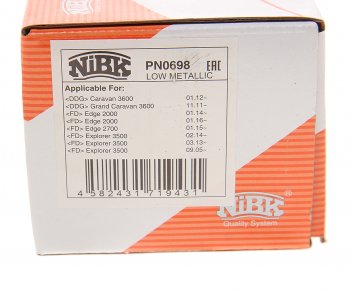 NiBK PN0698 EAC
LOW METALLIC
Applicable For:
<DDG> Caravan 3600 01.12-
<DDG> Grand Caravan 3600 11.11-
<FD> Edge 2000 01.14-
<FD> Edge 2000 01.16-
<FD> Edge 2700 01.15-
<FD> Explorer 3500 02.14-
<FD> Explorer 3500 03.13-
<FD> Explorer 3500 09.05-
4 582431 719431
NiBK ®
Quality System